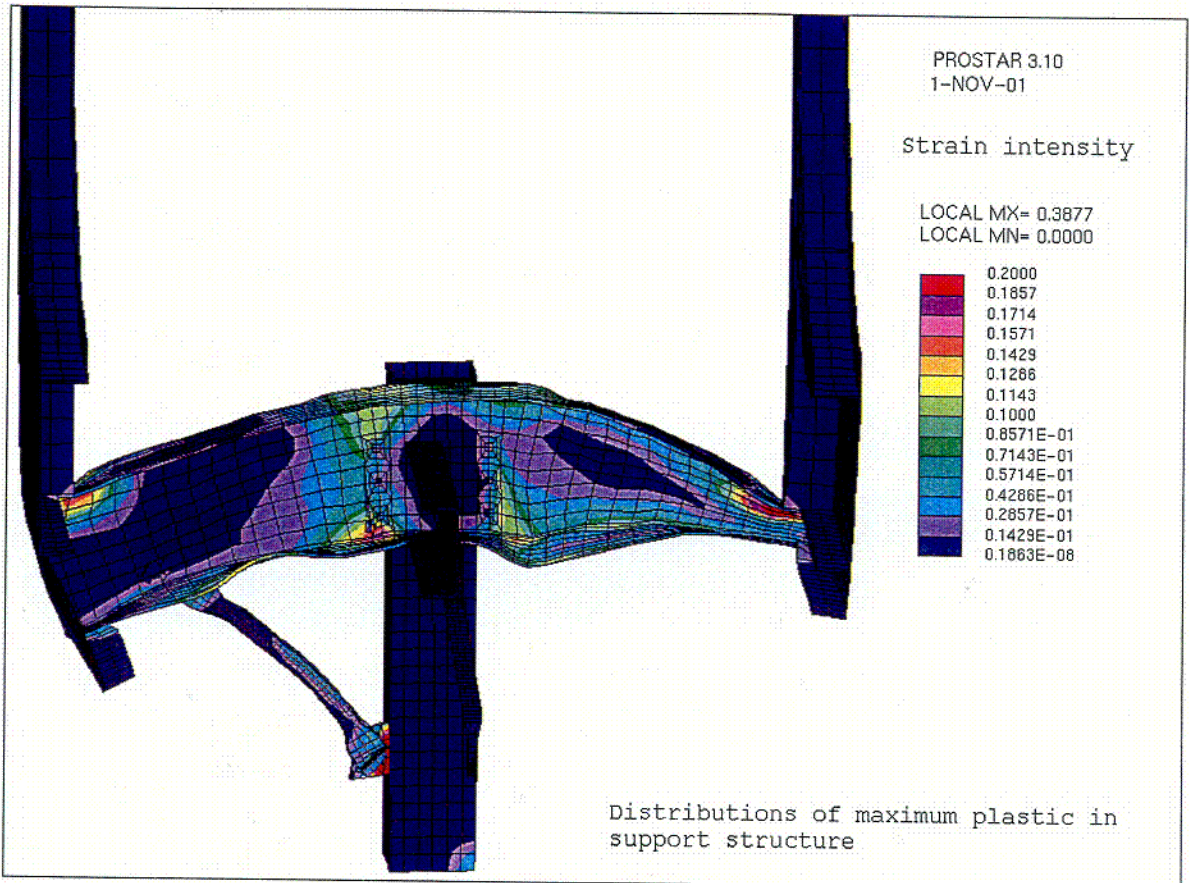 PROSTAR 3.10
1-NOV-01
Strain intensity
LOCAL MX= 0.3877
LOCAL MN= 0.0000
0.2000
0.1857
0.1714
0.1571
0.1429
0.1286
0.1143
0.1000
0.8571E-01
0.7143E-01
0.5714E-01
0.4286E-01
0.2857E-01
0.1429E-01
0.1863E-08
Distributions of maximum plastic in
support structure